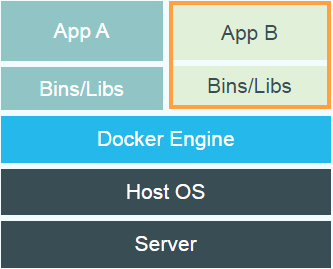 App A
App B
Bins/Libs
Bins/Libs
Docker Engine
Host OS
Server